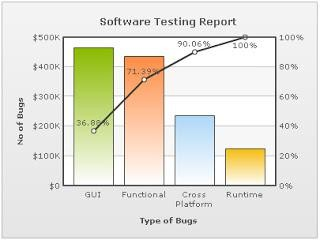 Software Testing Report
$500K
$400K
$300K
$200K
$100K
$0
No of Bugs
100%
80%
60%
40%
20%
0%
36.88%
71.39%
90.06%
100%
GUI
Functional
Cross
Platform
Runtime
Type of Bugs